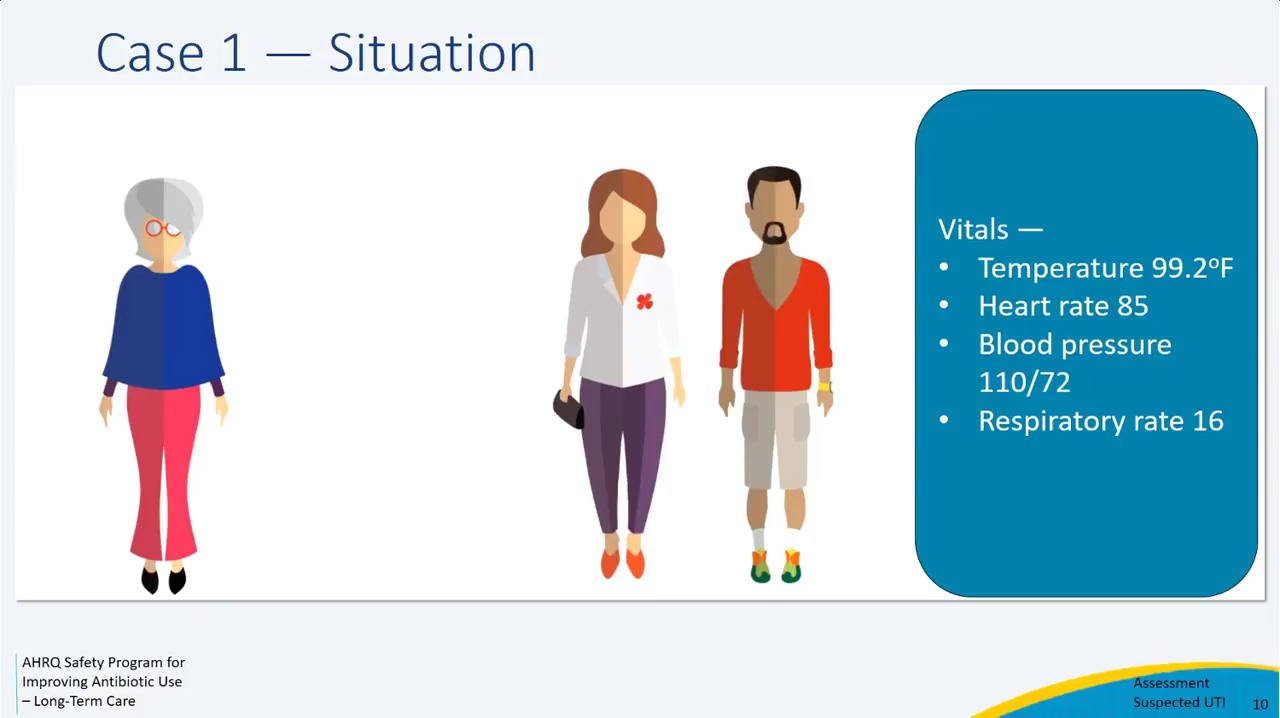 Case 1 — Situation
Vitals —
• Temperature 99.2ºF
• Heart rate 85
• Blood pressure
110/72
• Respiratory rate 16
AHRQ Safety Program for
Improving Antibiotic Use
– Long-Term Care
Assessment
Suspected UTI
10